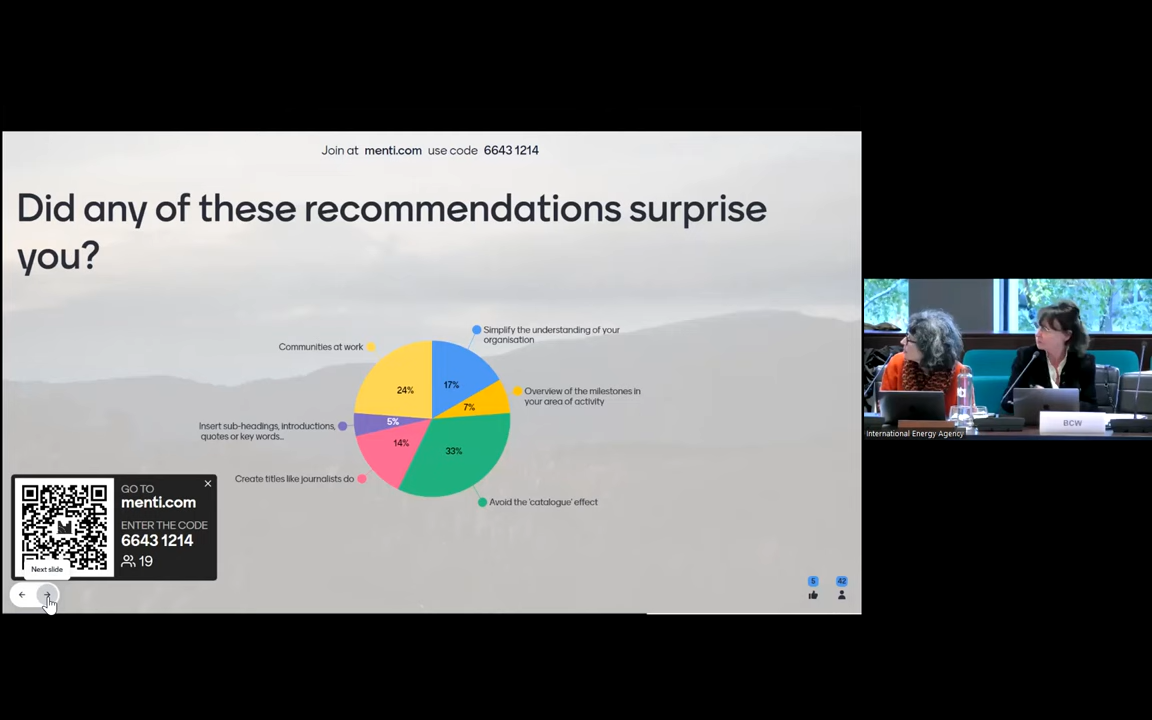 Join at menti.com use code 6643 1214
Did any of these recommendations surprise
you?
Simplify the understanding of your
organisation
Communities at work
24%
17%
Overview of the milestones in
your area of activity
7%
5%
Insert sub-headings, introductions,
quotes or key words...
14%
33%
Create titles like journalists do
Avoid the 'catalogue' effect
GO TO
menti.com
ENTER THE CODE
6643 1214
19
Next slide
5
42
BCW
International Energy Agency